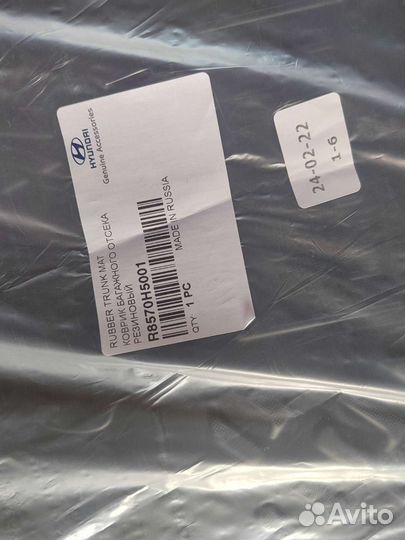 HYUNDAI
Genuine Accessories
RUBBER TRUNK MAT
КОВРИК БАГАЖНОГО ОТСЕКА
РЕЗИНОВЫЙ
R8570H5001
MADE IN RUSSIA
QTY: 1 PC
24-02-22
1-6
Avito